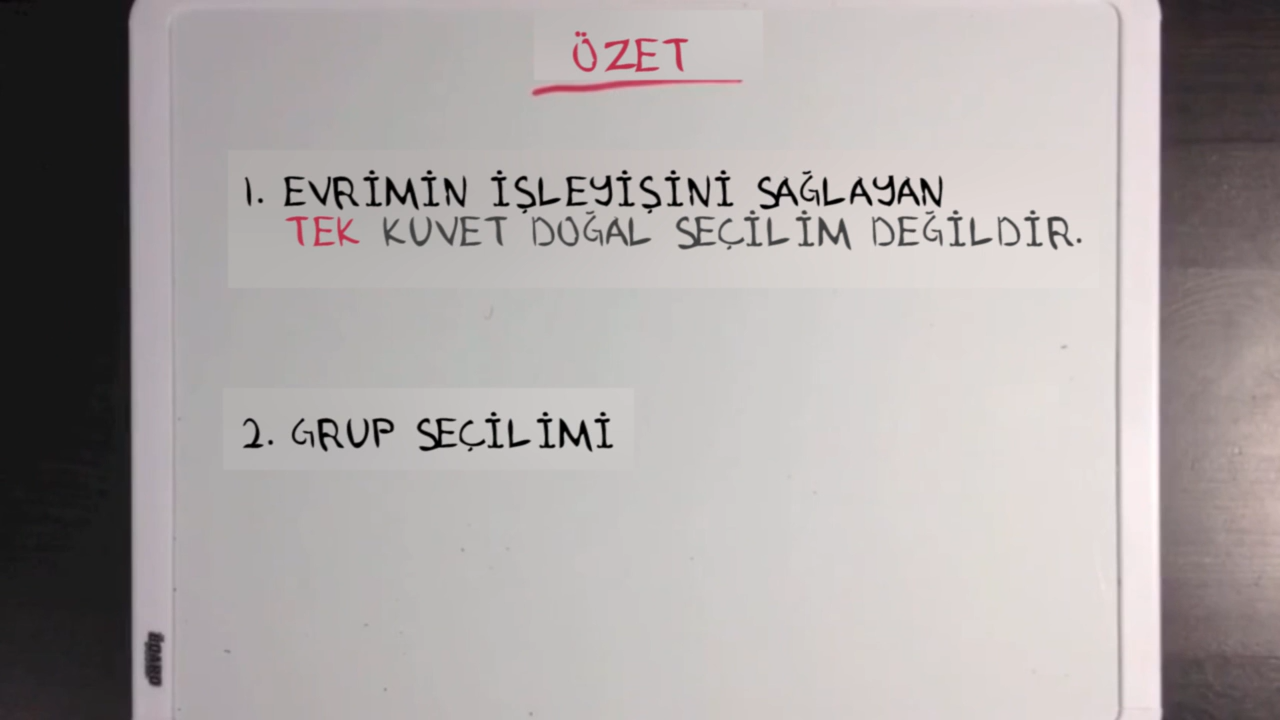 ÖZET
1. EVRİMİN İŞLEYİŞİNİ SAĞLAYAN
TEK KUVET DOĞAL SEÇİLİM DEĞİLDİR.
2. GRUP SEÇİLİMİ